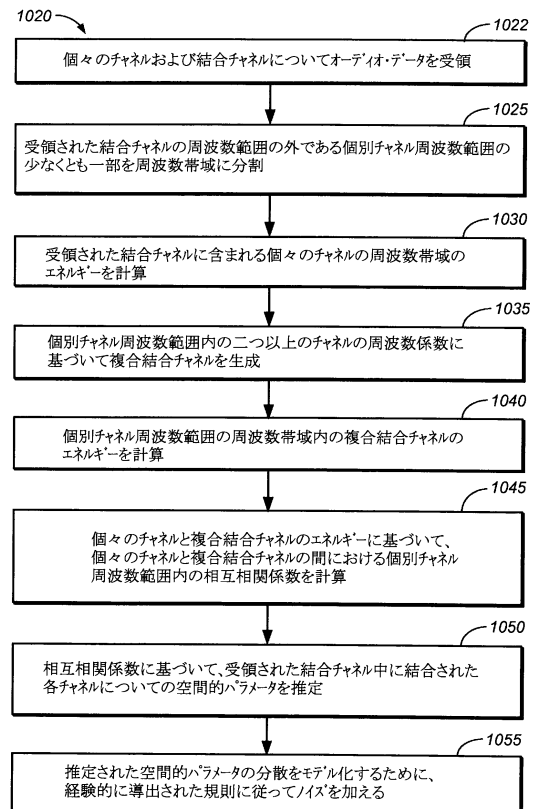 1020
1022
個々のチャネルおよび結合チャネルについてオーディオ・データを受領
1025
受領された結合チャネルの周波数範囲の外である個別チャネル周波数範囲の
少なくとも一部を周波数帯域に分割
1030
受領された結合チャネルに含まれる個々のチャネルの周波数帯域の
エネルギーを計算
1035
個別チャネル周波数範囲内の二つ以上のチャネルの周波数係数に
基づいて複合結合チャネルを生成
1040
個別チャネル周波数範囲の周波数帯域内の複合結合チャネルの
エネルギーを計算
1045
個々のチャネルと複合結合チャネルのエネルギーに基づいて、
個々のチャネルと複合結合チャネルの間における個別チャネル
周波数範囲内の相互相関係数を計算
1050
相互相関係数に基づいて、受領された結合チャネル中に結合された
各チャネルについての空間的パラメータを推定
1055
推定された空間的パラメータの分散をモデル化するために、
経験的に導出された規則に従ってノイズを加える